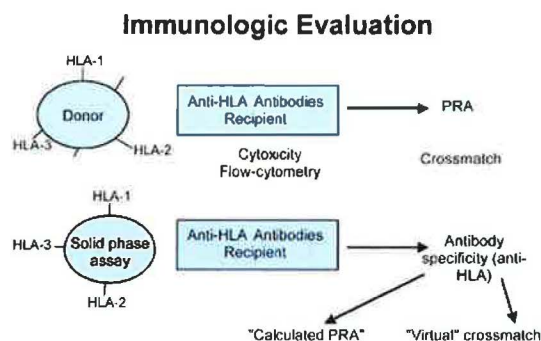 Immunologic Evaluation
HLA-1
Donor
HLA-3
HLA-2
Anti-HLA Antibodies
Recipient
PRA
Cytoxicity
Flow-cytometry
Crossmatch
HLA-1
HLA-3
Solid phase
assay
HLA-2
Anti-HLA Antibodies
Recipient
Antibody
specificity (anti-
HLA)
"Calculated PRA"
"Virtual" crossmatch